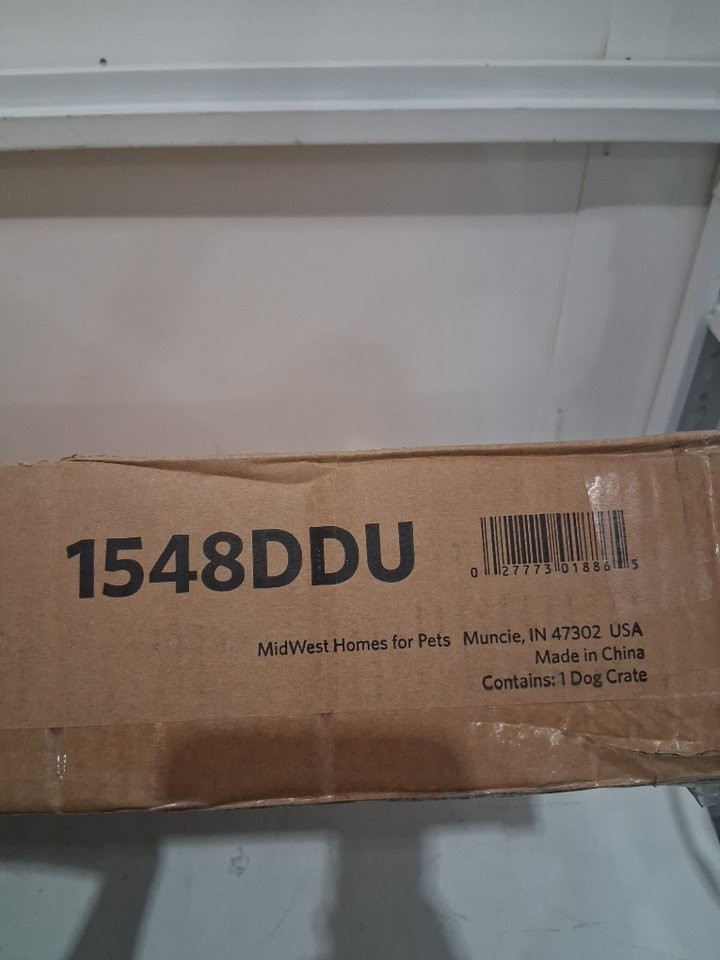 1548DDU
0 27773 01886 5
MidWest Homes for Pets Muncie, IN 47302 USA
Made in China
Contains: 1 Dog Crate